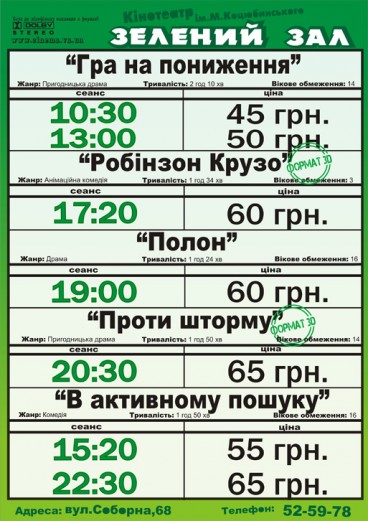 Кінотеатр ім.М.Коцюбинського
DOLBY
STEREO
www.cinema.vn.ua
ЗЕЛЕНИЙ ЗАЛ
“Гра на пониження”
Жанр: Пригодницька драма Тривалість: 2 год 10 хв Вікове обмеження: 14
сеанс ціна
10:30 45 грн.
13:00 50 грн.
“Робінзон Крузо”
ФОРМАТ 3D
Жанр: Анімаційна комедія Тривалість: 1 год 34 хв Вікове обмеження: 3
сеанс ціна
17:20 60 грн.
“Полон”
Жанр: Драма Тривалість: 1 год 24 хв Вікове обмеження: 16
сеанс ціна
19:00 60 грн.
“Проти шторму”
ФОРМАТ 3D
Жанр: Пригодницька драма Тривалість: 1 год 50 хв Вікове обмеження: 14
сеанс ціна
20:30 65 грн.
“В активному пошуку”
Жанр: Комедія Тривалість: 1 год 50 хв Вікове обмеження: 16
сеанс ціна
15:20 55 грн.
22:30 65 грн.
Адреса: вул.Соборна,68 Телефон: 52-59-78